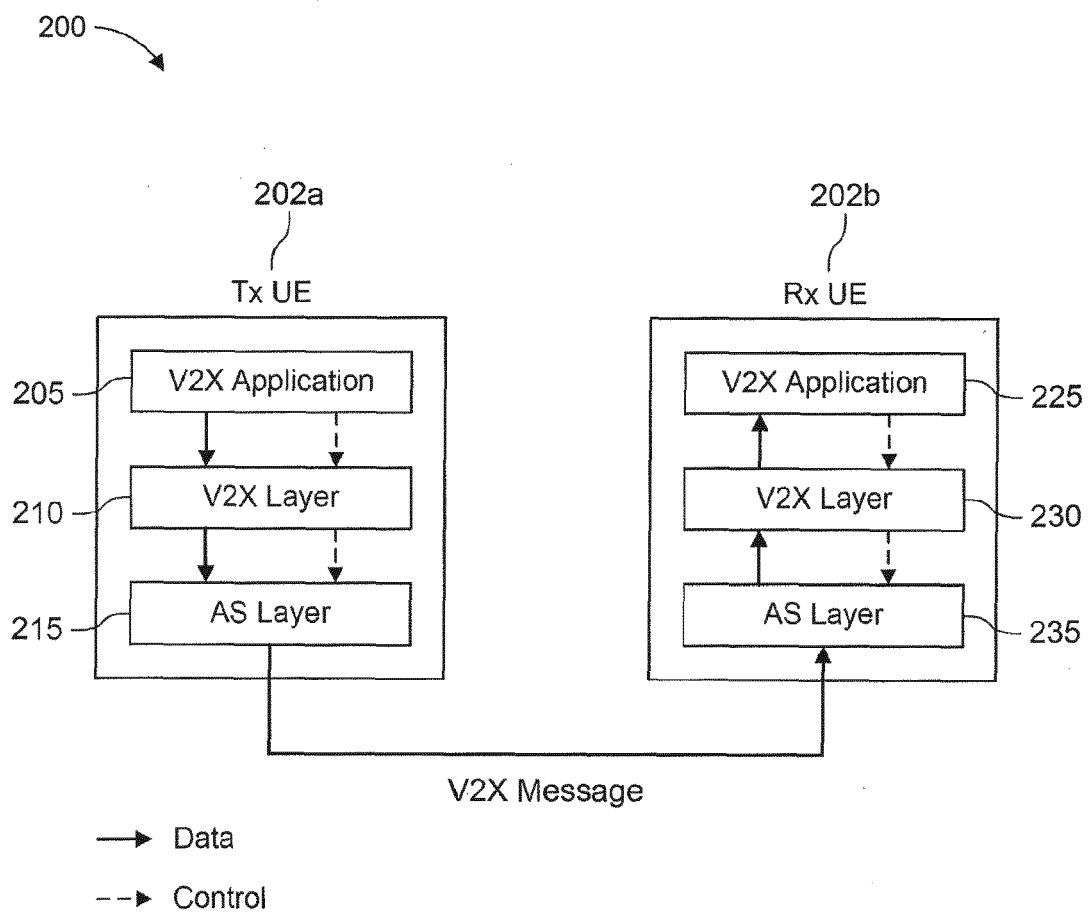 200
202a
202b
Tx UE
Rx UE
V2X Application
V2X Application
205
225
V2X Layer
V2X Layer
210
230
AS Layer
AS Layer
215
235
V2X Message
Data
Control